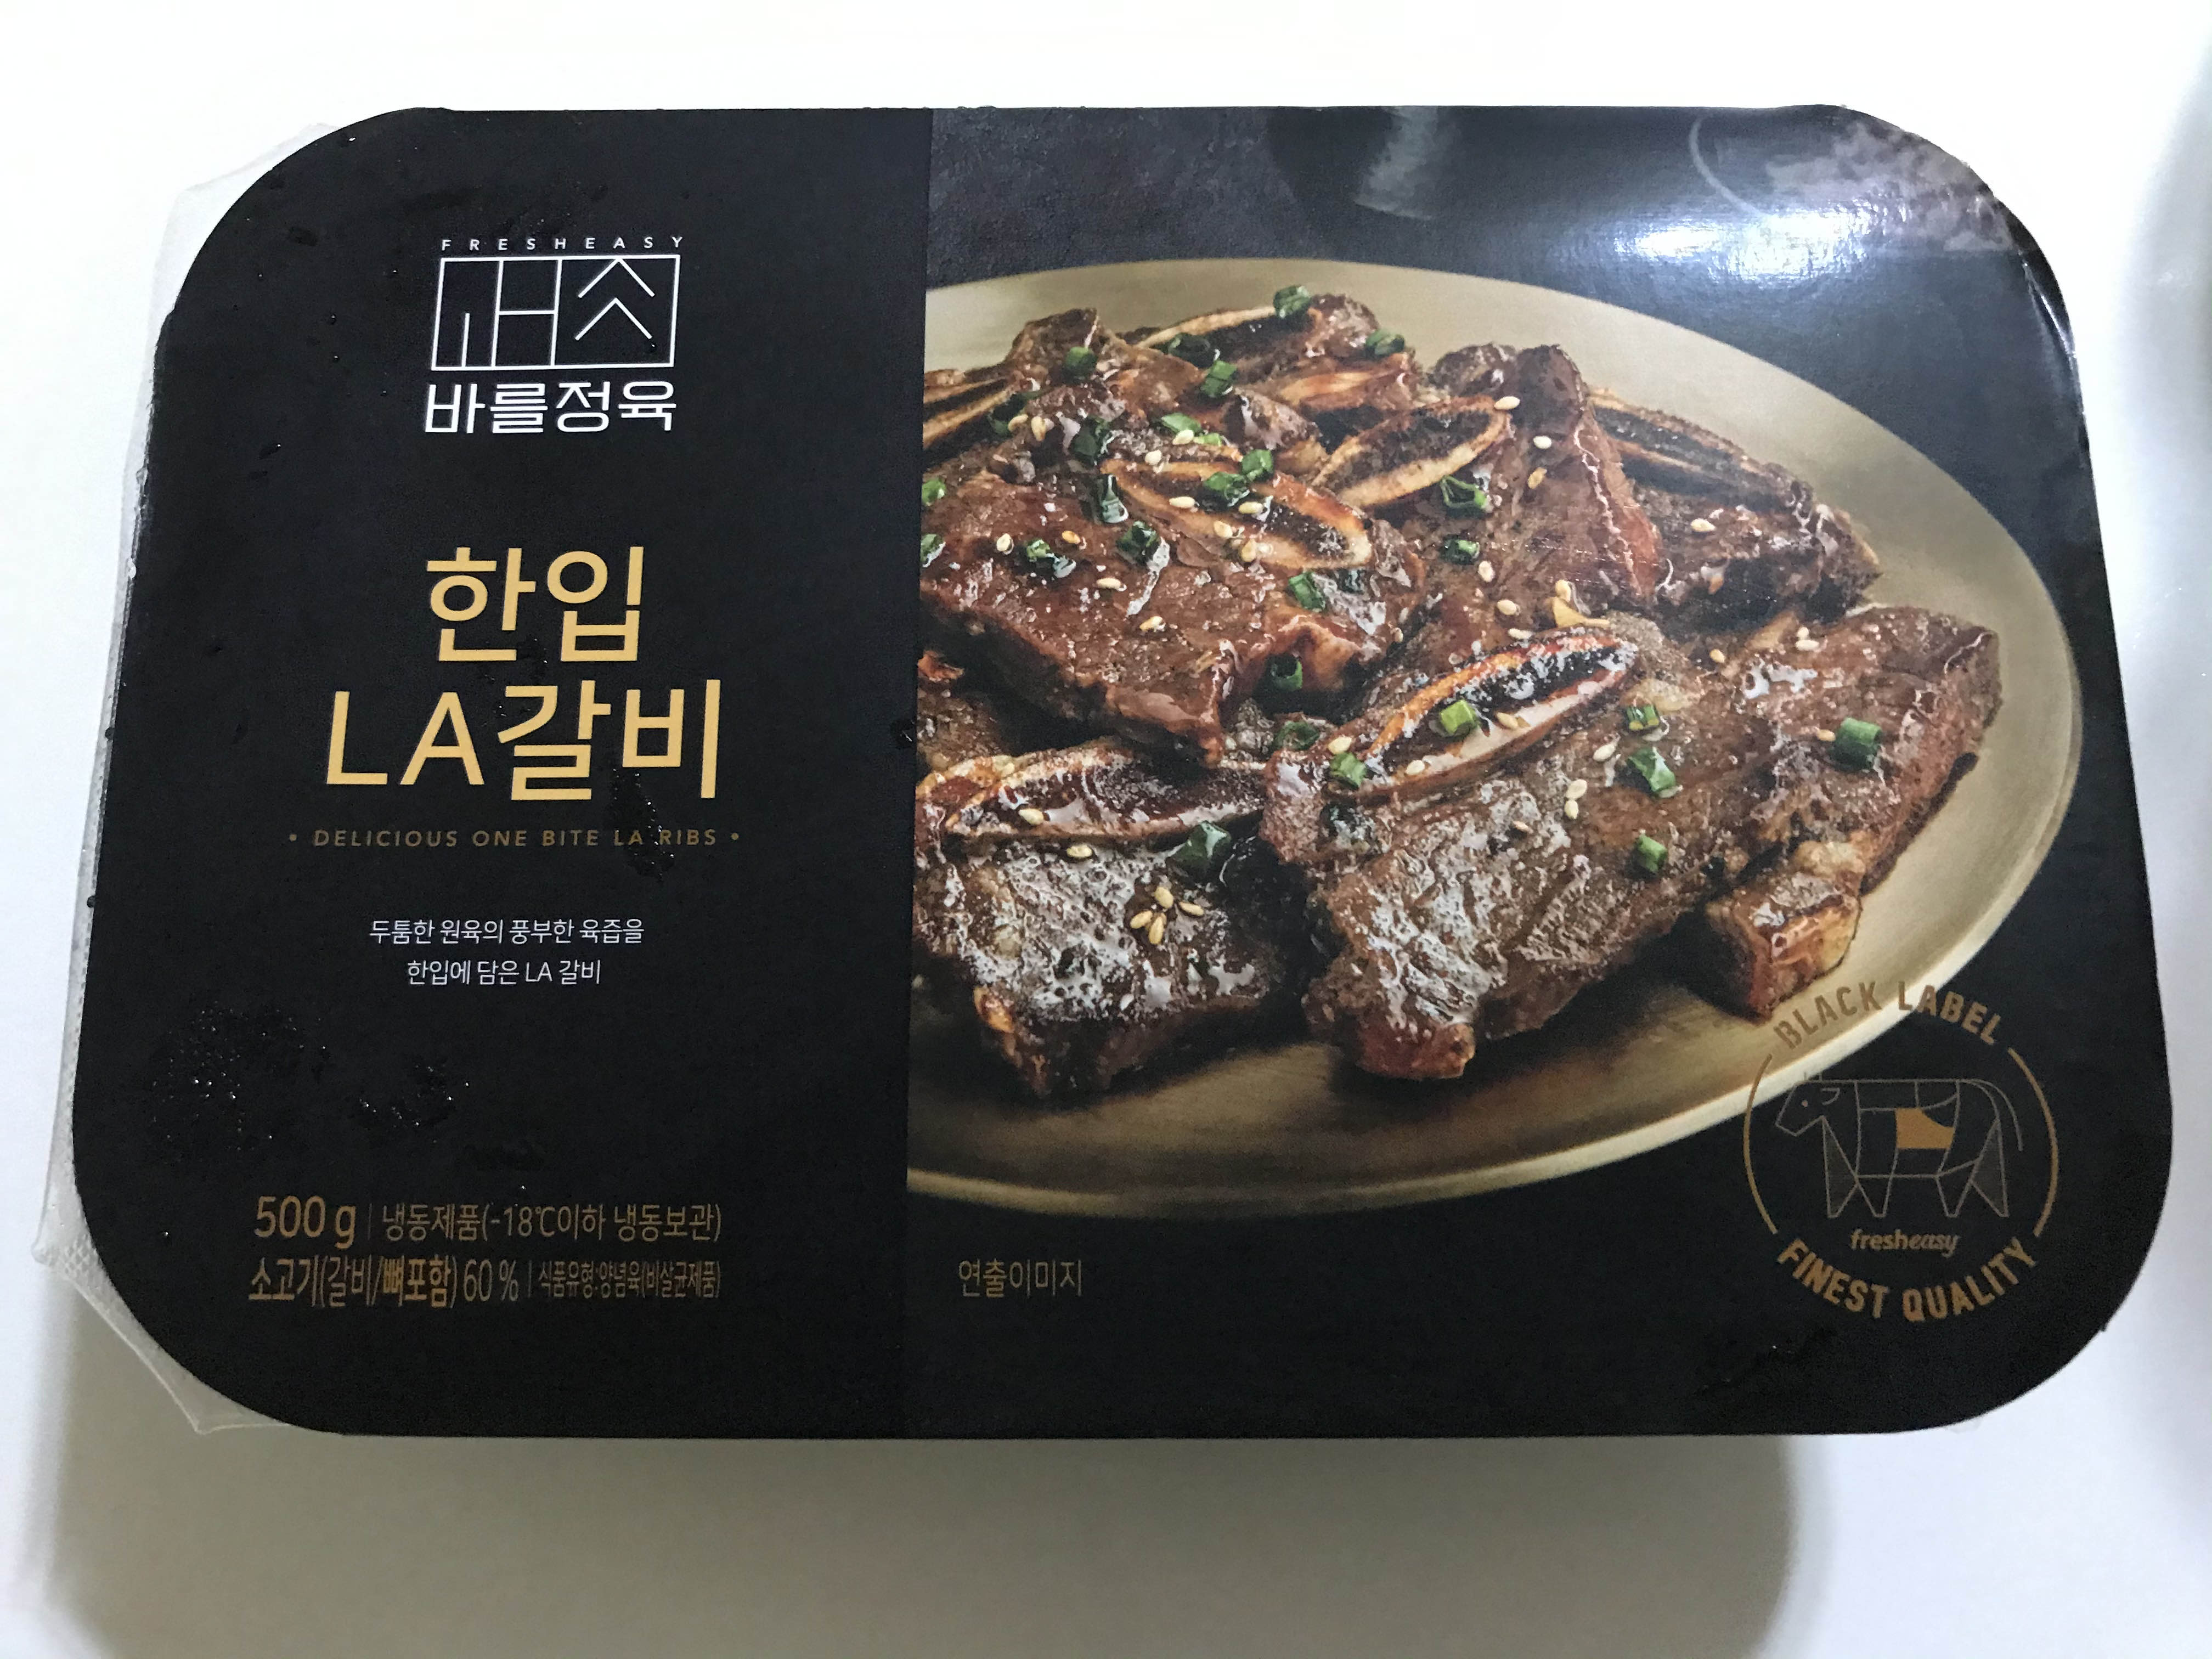 FRESHEASY
바를정육
한입
LA갈비
• DELICIOUS ONE BITE LA RIBS •
두툼한 원육의 풍부한 육즙을
한입에 담은 LA 갈비
500 g | 냉동제품(-18℃이하 냉동보관)
소고기(갈비/뼈포함) 60 % | 식품유형:양념육(비살균제품)
연출이미지
BLACK LABEL
fresheasy
FINEST QUALITY